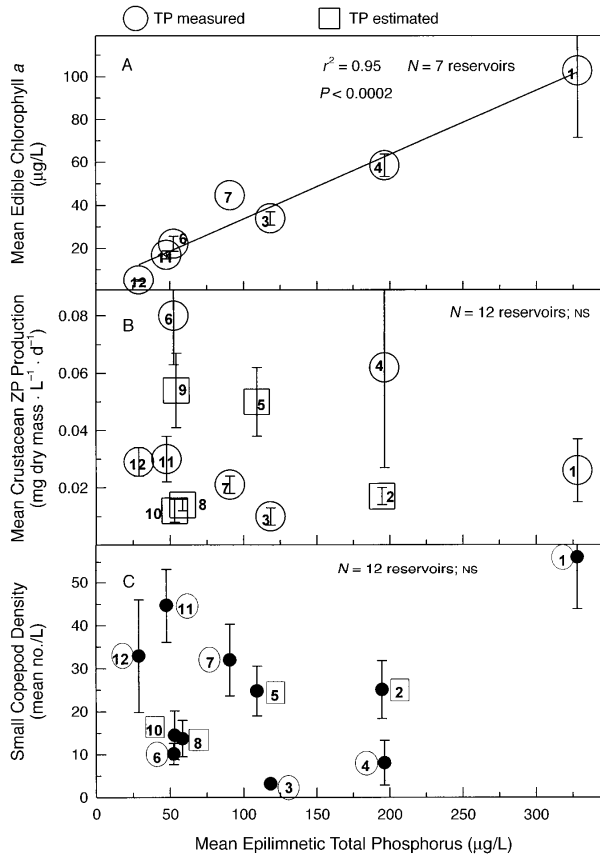 TP measured TP estimated
A
r² = 0.95 N = 7 reservoirs
P < 0.0002
Mean Edible Chlorophyll a
(µg/L)
100
80
60
40
20
1
4
7
3
6
11
12
B
N = 12 reservoirs; NS
Mean Crustacean ZP Production
(mg dry mass · L⁻¹ · d⁻¹)
0.08
0.06
0.04
0.02
6
4
9
5
12
11
1
7
2
8
10
3
C
N = 12 reservoirs; NS
Small Copepod Density
(mean no./L)
50
40
30
20
10
0
1
11
12
7
5
2
10
8
6
4
3
0 50 100 150 200 250 300
Mean Epilimnetic Total Phosphorus (µg/L)